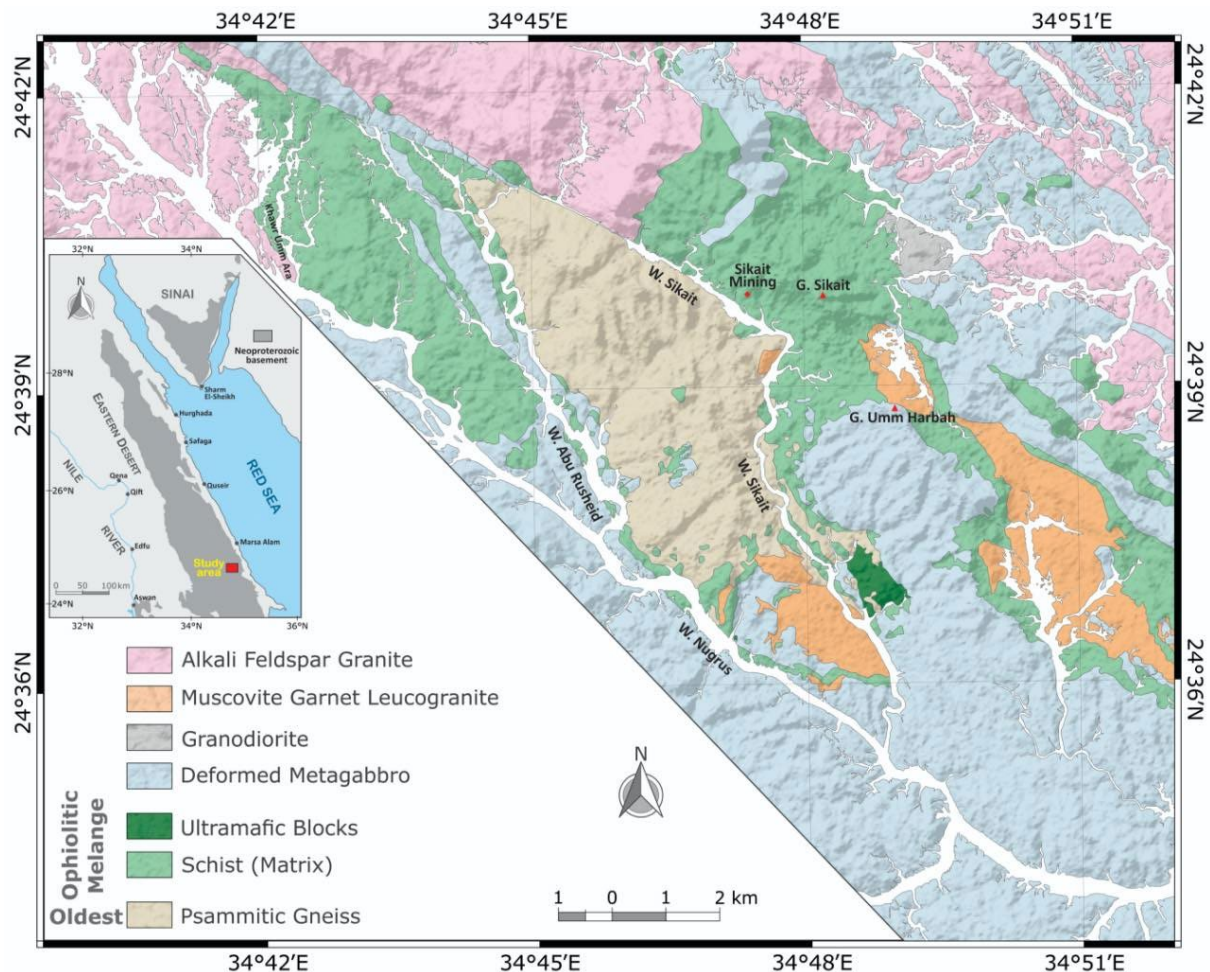 34°42′E
34°45′E
34°48′E
34°51′E
24°42′N
24°42′N
Khawr Umm Ara
W. Sikait
Sikait
Mining
G. Sikait
24°39′N
24°39′N
G. Umm Harbah
W. Abu Rusheid
W. Sikait
W. Nugrus
24°36′N
24°36′N
32°N
34°N
N
SINAI
Neoproterozoic
basement
28°N
Sharm
El-Sheikh
Hurghada
EASTERN DESERT
Safaga
RED SEA
NILE
RIVER
Qena
Qift
Quseir
26°N
Edfu
Marsa Alam
Study
area
0 50 100km
Aswan
24°N
32°N
34°N
36°N
Alkali Feldspar Granite
Muscovite Garnet Leucogranite
Granodiorite
Deformed Metagabbro
Ophiolitic
Melange
Ultramafic Blocks
Schist (Matrix)
Oldest
Psammitic Gneiss
N
1 0 1 2 km
34°42′E
34°45′E
34°48′E
34°51′E